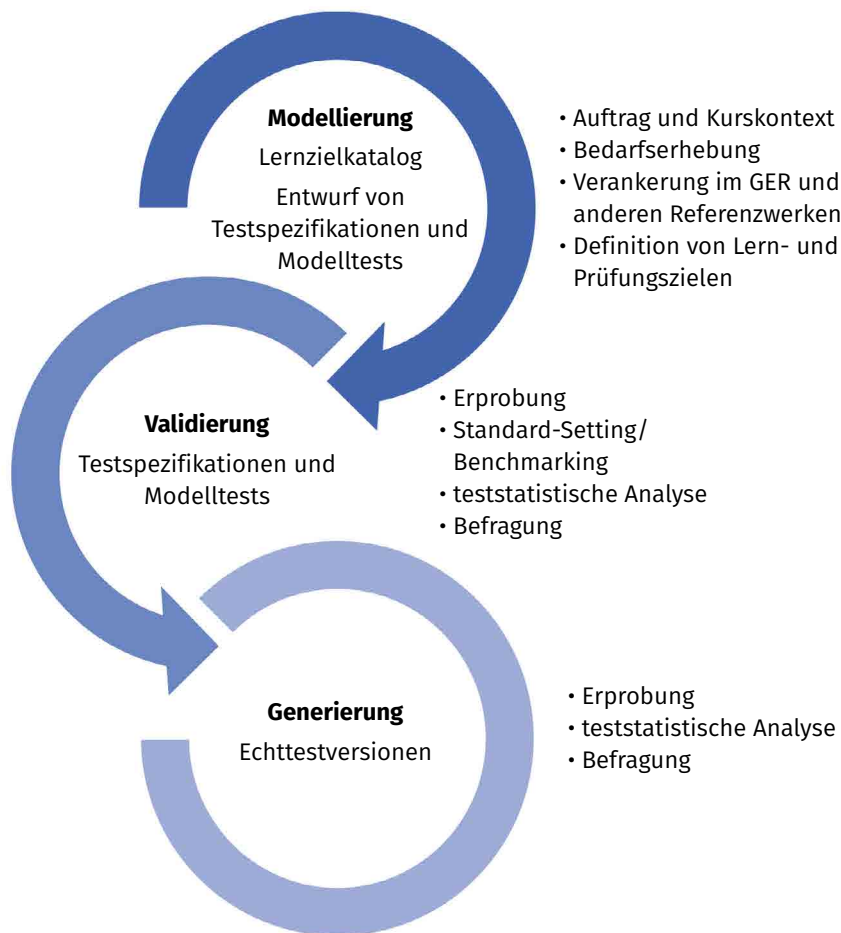 Modellierung
Lernzielkatalog
Entwurf von
Testspezifikationen und
Modelltests
• Auftrag und Kurskontext
• Bedarfserhebung
• Verankerung im GER und
anderen Referenzwerken
• Definition von Lern- und
Prüfungszielen
Validierung
Testspezifikationen und
Modelltests
• Erprobung
• Standard-Setting/
Benchmarking
• teststatistische Analyse
• Befragung
Generierung
Echttestversionen
• Erprobung
• teststatistische Analyse
• Befragung